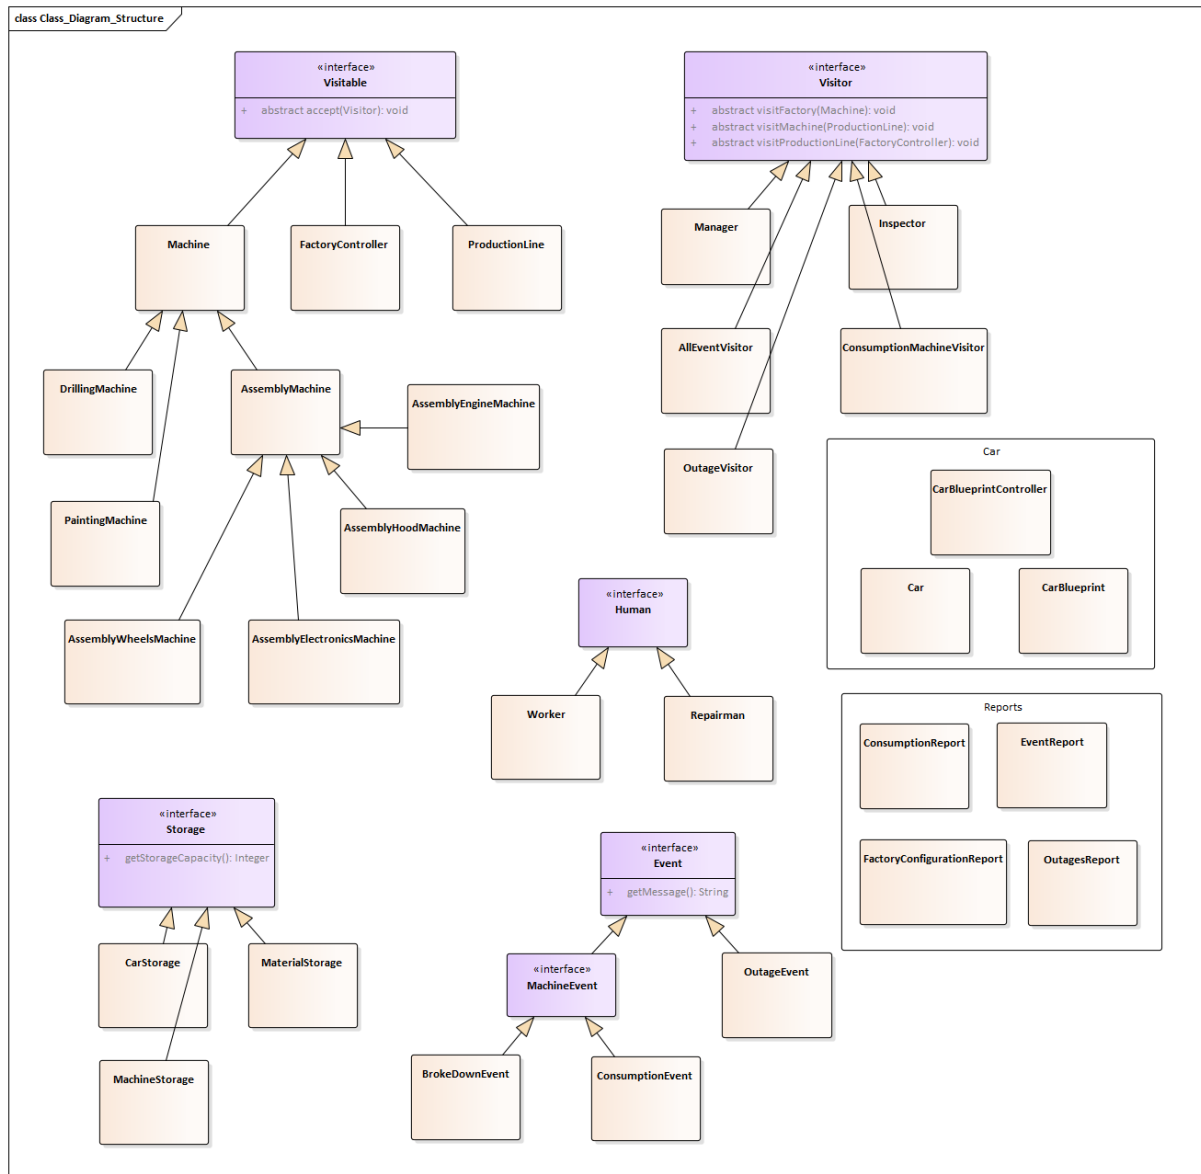 class Class_Diagram_Structure
«interface»
Visitable
+ abstract accept(Visitor): void
«interface»
Visitor
+ abstract visitFactory(Machine): void
+ abstract visitMachine(ProductionLine): void
+ abstract visitProductionLine(FactoryController): void
Machine
FactoryController
ProductionLine
Manager
Inspector
DrillingMachine
AssemblyMachine
AssemblyEngineMachine
AllEventVisitor
ConsumptionMachineVisitor
OutageVisitor
PaintingMachine
AssemblyHoodMachine
AssemblyWheelsMachine
AssemblyElectronicsMachine
Car
CarBlueprintController
Car
CarBlueprint
«interface»
Human
Worker
Repairman
Reports
ConsumptionReport
EventReport
FactoryConfigurationReport
OutagesReport
«interface»
Storage
+ getStorageCapacity(): Integer
CarStorage
MaterialStorage
MachineStorage
«interface»
Event
+ getMessage(): String
«interface»
MachineEvent
OutageEvent
BrokeDownEvent
ConsumptionEvent